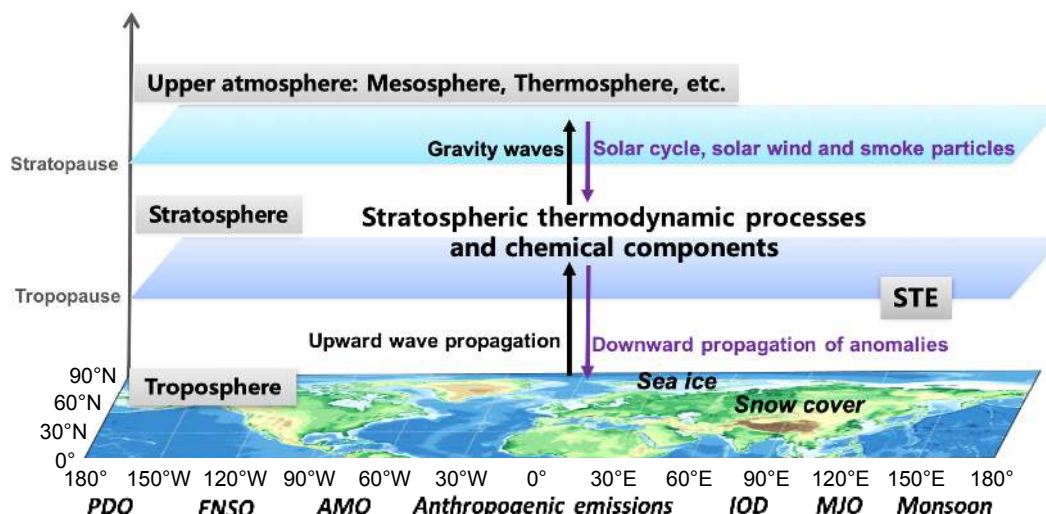 Upper atmosphere: Mesosphere, Thermosphere, etc.
Stratopause
Gravity waves
Solar cycle, solar wind and smoke particles
Stratosphere
Stratospheric thermodynamic processes
and chemical components
Tropopause
STE
Upward wave propagation
Downward propagation of anomalies
90°N
Troposphere
Sea ice
60°N
Snow cover
30°N
0°
180° 150°W 120°W 90°W 60°W 30°W 0° 30°E 60°E 90°E 120°E 150°E 180°
PDO ENSO AMO Anthropogenic emissions IOD MJO Monsoon